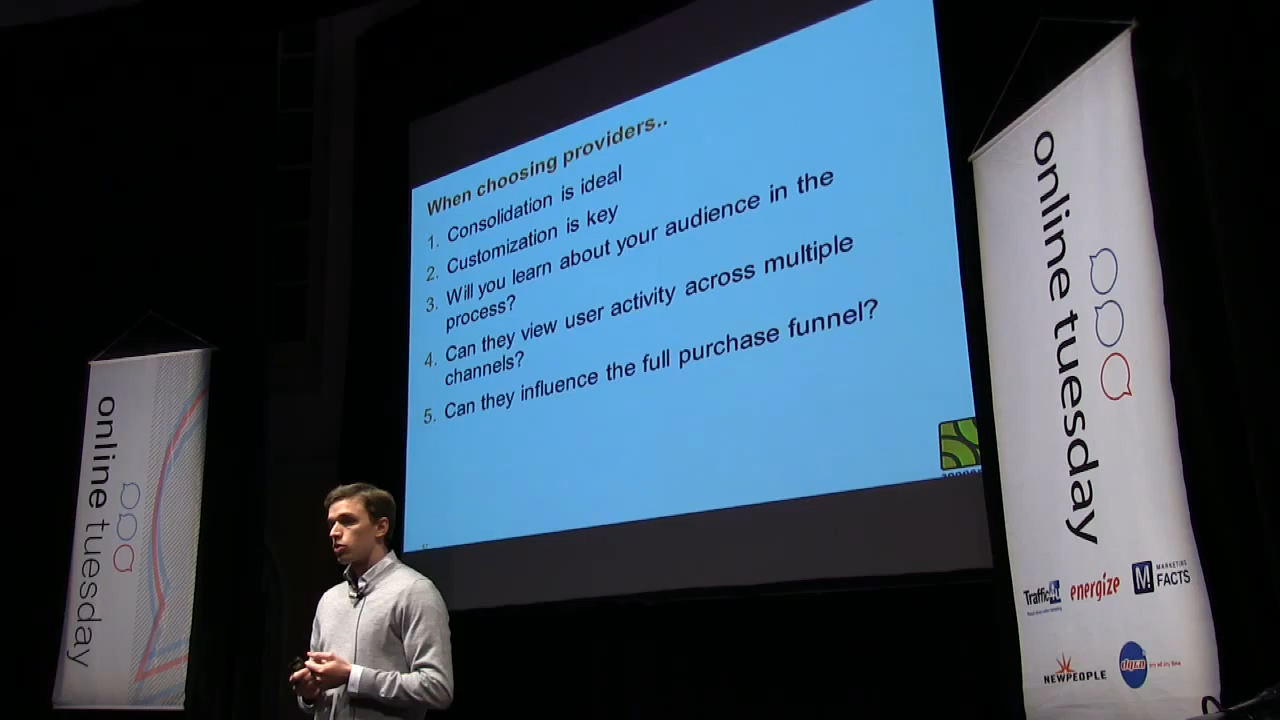 When choosing providers..
1. Consolidation is ideal
2. Customization is key
3. Will you learn about your audience in the
process?
4. Can they view user activity across multiple
channels?
5. Can they influence the full purchase funnel?
online tuesday
online tuesday
Traffic4U
energize
M. MARKETING
FACTS
NEWPEOPLE